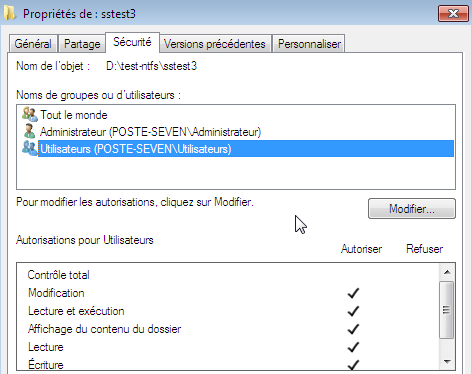 Propriétés de : sstest3
Général Partage Sécurité Versions précédentes Personnaliser
Nom de l'objet : D:\test-ntfs\sstest3
Noms de groupes ou d'utilisateurs :
Tout le monde
Administrateur (POSTE-SEVEN\Administrateur)
Utilisateurs (POSTE-SEVEN\Utilisateurs)
Pour modifier les autorisations, cliquez sur Modifier.
Modifier...
Autorisations pour Utilisateurs Autoriser Refuser
Contrôle total
Modification
Lecture et exécution
Affichage du contenu du dossier
Lecture
Écriture